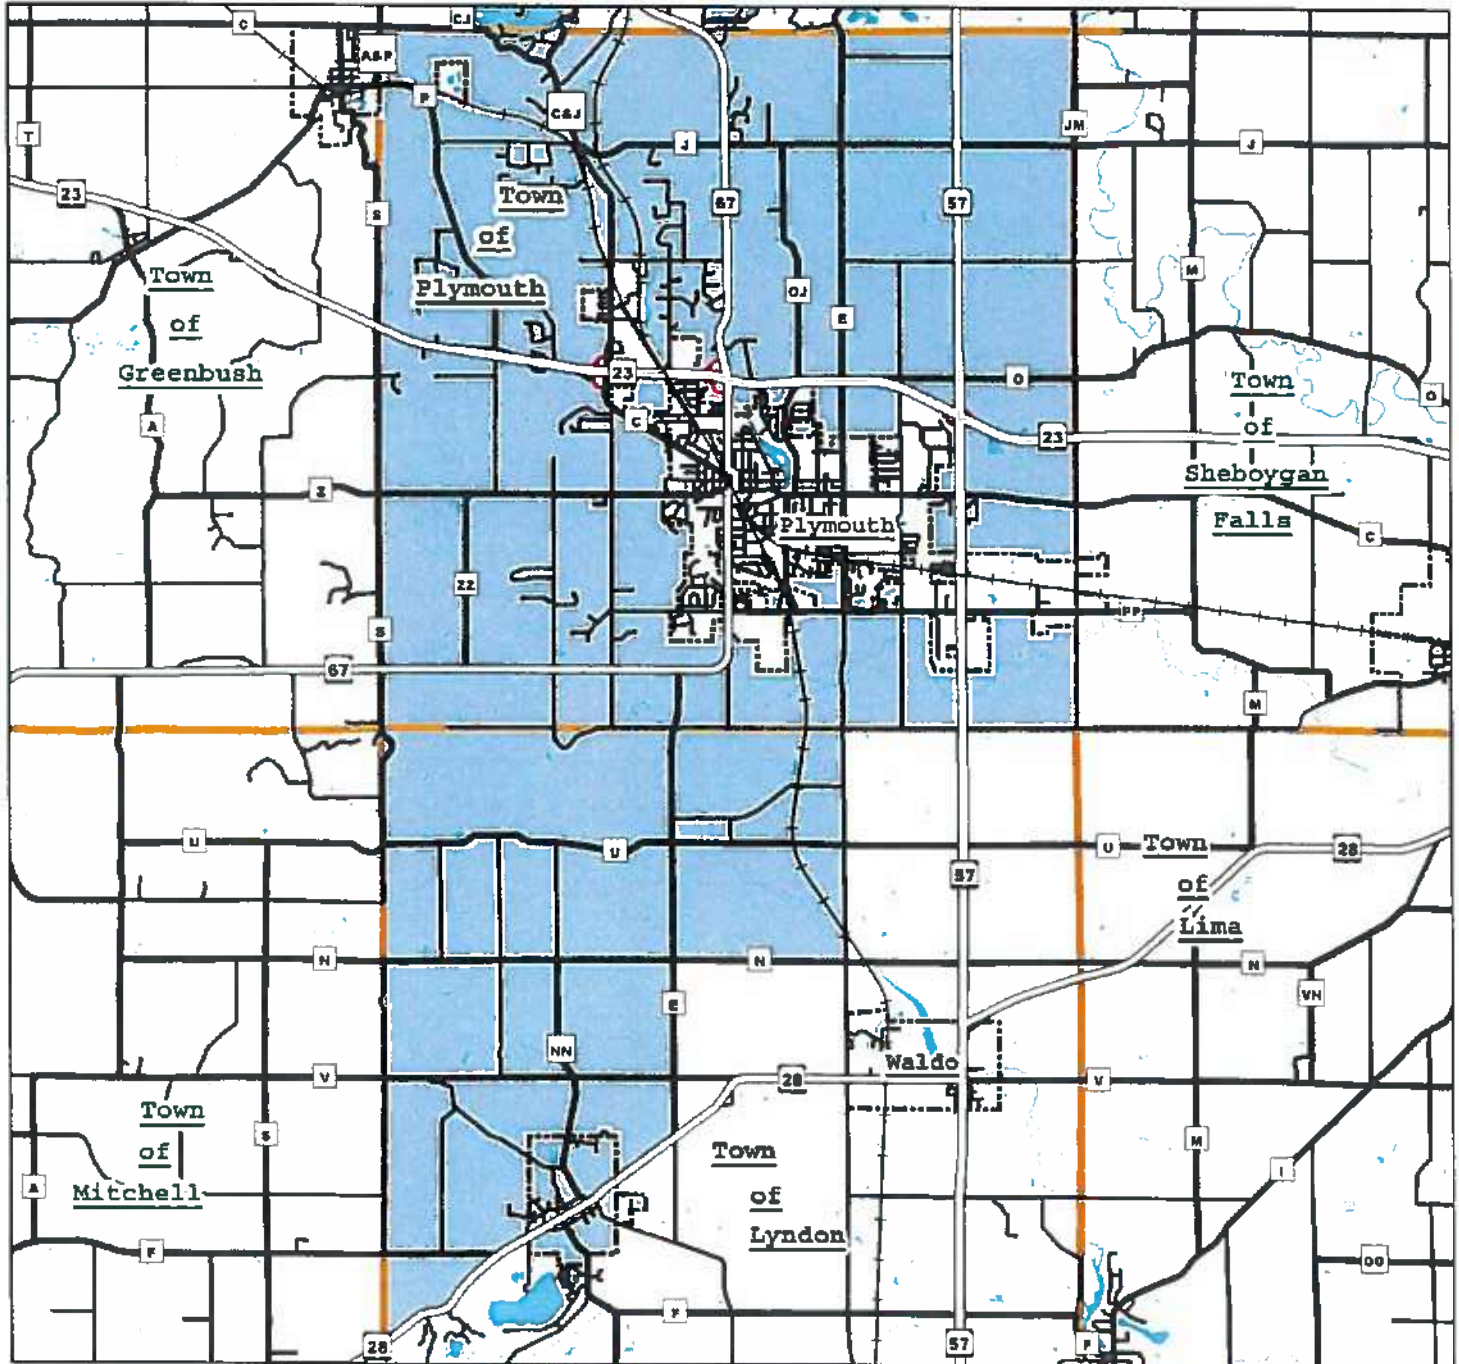 C
CJ
A&P
P
C&J
T
J
JM
J
23
S
67
57
Town
of
Plymouth
M
OJ
E
Town
of
Greenbush
23
O
Town
of
Sheboygan
Falls
O
A
C
23
Z
Plymouth
C
ZZ
S
PP
67
M
U
U
U
Town
of
Lima
28
57
N
N
N
VN
E
NN
Waldo
V
28
V
Town
of
Mitchell
S
A
Town
of
Lyndon
M
I
F
DO
F
28
57
F